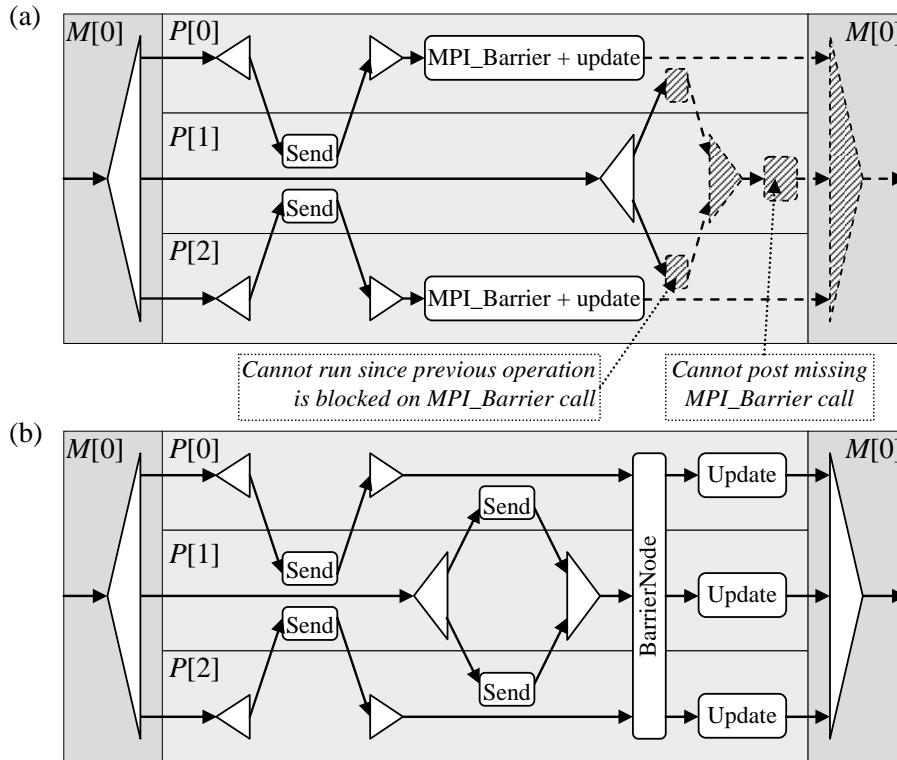 (a)
M[0]
P[0]
M[0]
MPI_Barrier + update
P[1]
Send
Send
P[2]
MPI_Barrier + update
Cannot run since previous operation
is blocked on MPI_Barrier call
Cannot post missing
MPI_Barrier call
(b)
M[0]
P[0]
M[0]
Update
Send
P[1]
Send
BarrierNode
Update
Send
P[2]
Send
Update